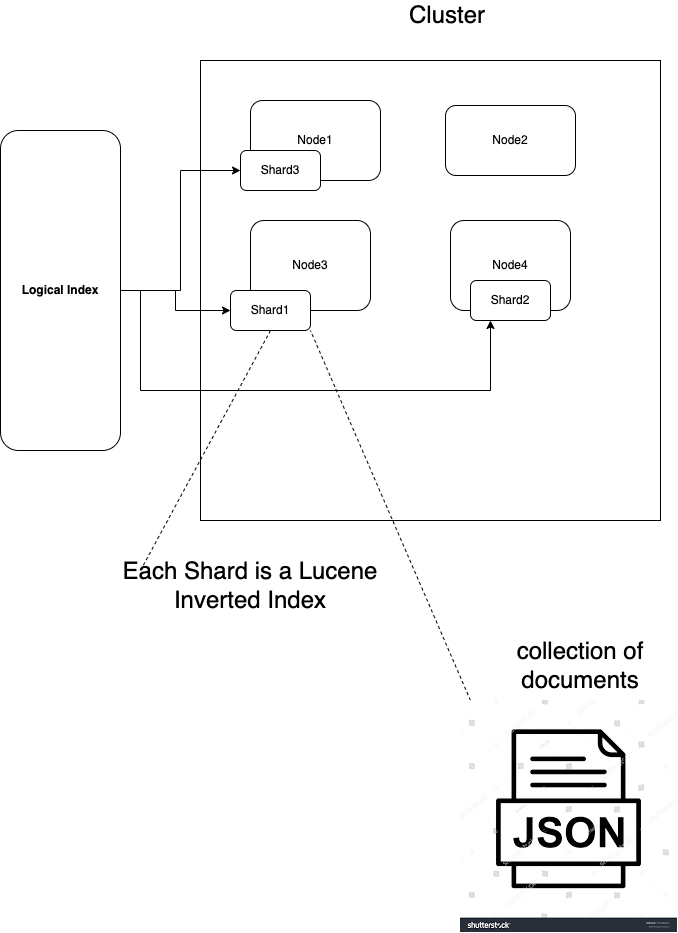 Cluster
Node1
Node2
Shard3
Node3
Node4
Logical Index
Shard1
Shard2
Each Shard is a Lucene
Inverted Index
collection of
documents
JSON
shutterstock